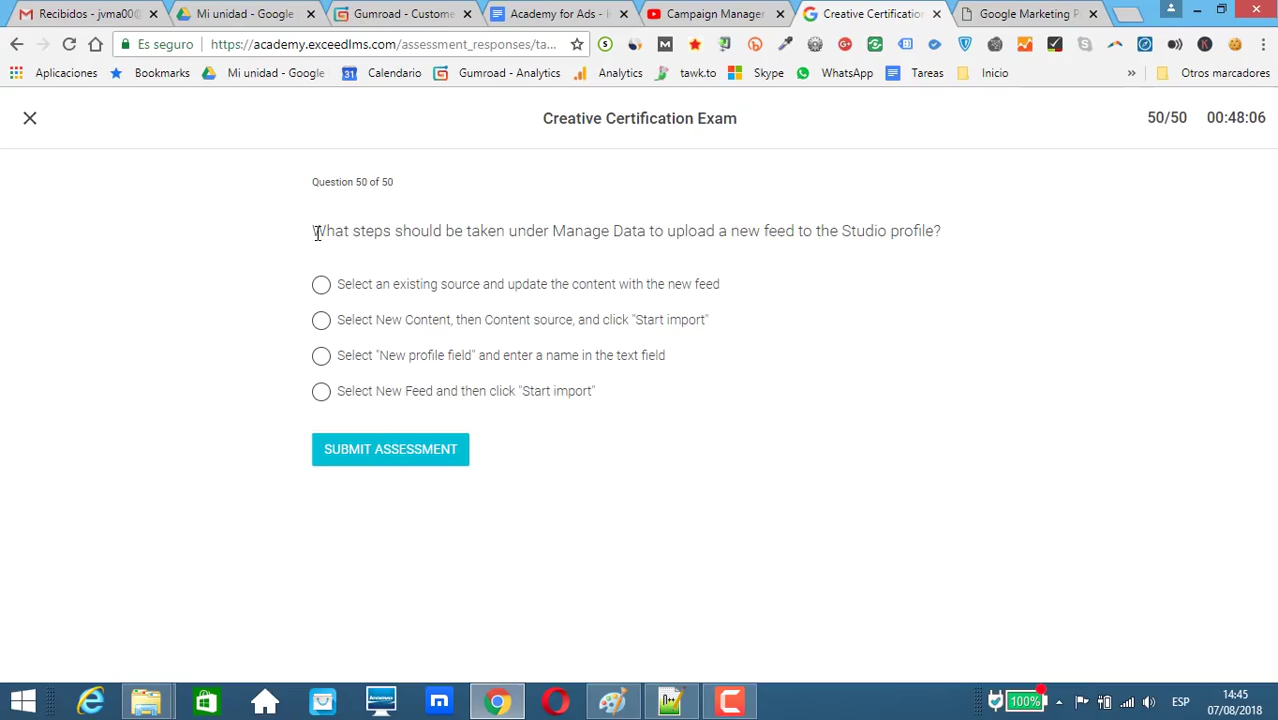 Recibidos - jvma00@
Mi unidad - Google
Gumroad - Custome
Academy for Ads - I
Campaign Manager
Creative Certification
Google Marketing P
Es seguro
https://academy.exceedlms.com/assessment_responses/ta...
Aplicaciones
Bookmark
Mi unidad - Google
31
Calendario
Gumroad - Analytics
Analytics
tawk.to
Skype
WhatsApp
Tareas
Inicio
»
Otros marcadores
Creative Certification Exam
50/50
00:48:06
Question 50 of 50
What steps should be taken under Manage Data to upload a new feed to the Studio profile?
Select an existing source and update the content with the new feed
Select New Content, then Content source, and click "Start import"
Select "New profile field" and enter a name in the text field
Select New Feed and then click "Start import"
SUBMIT ASSESSMENT
100%
ESP
14:45
07/08/2018